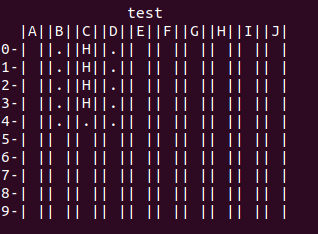 test
|A||B||C||D||E||F||G||H||I||J|
0-| ||.||H||.|| || || || || || |
1-| ||.||H||.|| || || || || || |
2-| ||.||H||.|| || || || || || |
3-| ||.||H||.|| || || || || || |
4-| ||.||.||.|| || || || || || |
5-| || || || || || || || || || |
6-| || || || || || || || || || |
7-| || || || || || || || || || |
8-| || || || || || || || || || |
9-| || || || || || || || || || |